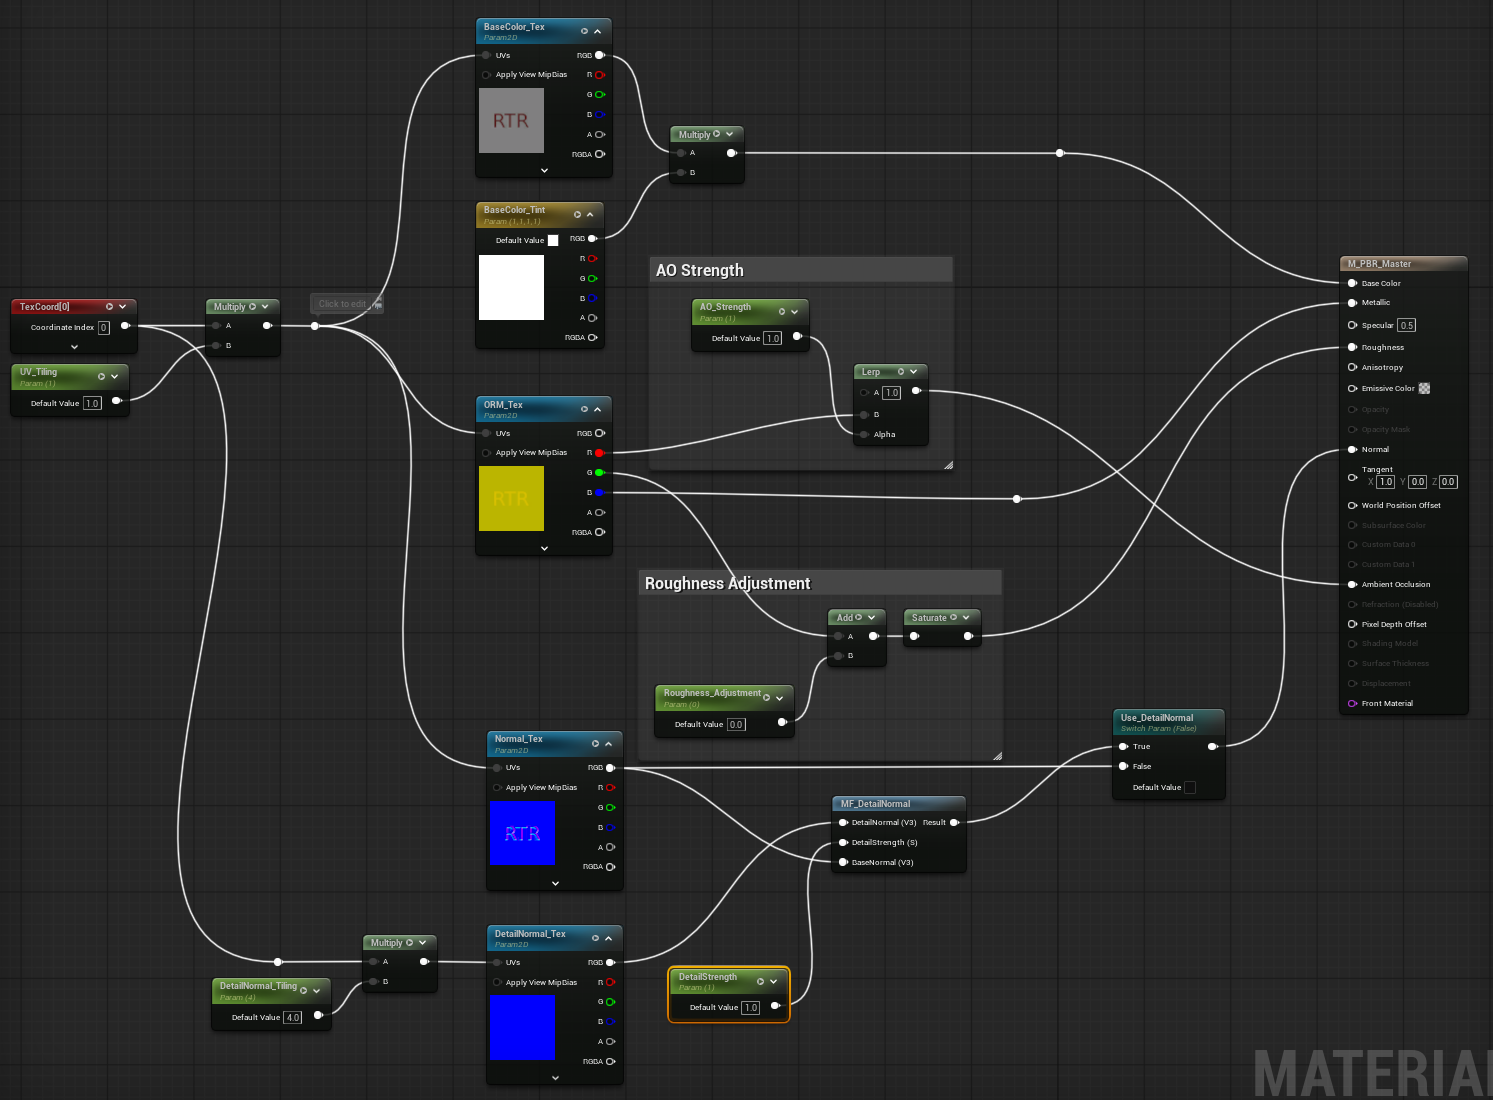 BaseColor_Tex
Param2D
UVs
RGB
Apply View MipBias
R
G
B
A
RGBA
RTR
Multiply
A
B
BaseColor_Tint
Param (1,1,1,1)
Default Value
RGB
R
G
B
A
RGBA
TexCoord[0]
Coordinate Index 0
Multiply
A
B
Click to edit
UV_Tiling
Param (1)
Default Value 1.0
AO Strength
AO_Strength
Param (1)
Default Value 1.0
Lerp
A 1.0
B
Alpha
ORM_Tex
Param2D
UVs
RGB
Apply View MipBias
R
G
B
A
RGBA
RTR
Roughness Adjustment
Add
A
B
Saturate
Roughness_Adjustment
Param (0)
Default Value 0.0
Normal_Tex
Param2D
UVs
RGB
Apply View MipBias
R
G
B
A
RGBA
RTR
MF_DetailNormal
DetailNormal (V3) Result
DetailStrength (S)
BaseNormal (V3)
Use_DetailNormal
Switch Param (False)
True
False
Default Value
Multiply
A
B
DetailNormal_Tiling
Param (4)
Default Value 4.0
DetailNormal_Tex
Param2D
UVs
RGB
Apply View MipBias
R
G
B
A
RGBA
DetailStrength
Param (1)
Default Value 1.0
M_PBR_Master
Base Color
Metallic
Specular 0.5
Roughness
Anisotropy
Emissive Color
Opacity
Opacity Mask
Normal
Tangent
X 1.0 Y 0.0 Z 0.0
World Position Offset
Subsurface Color
Custom Data 0
Custom Data 1
Ambient Occlusion
Refraction (Disabled)
Pixel Depth Offset
Shading Model
Surface Thickness
Displacement
Front Material
MATERIA